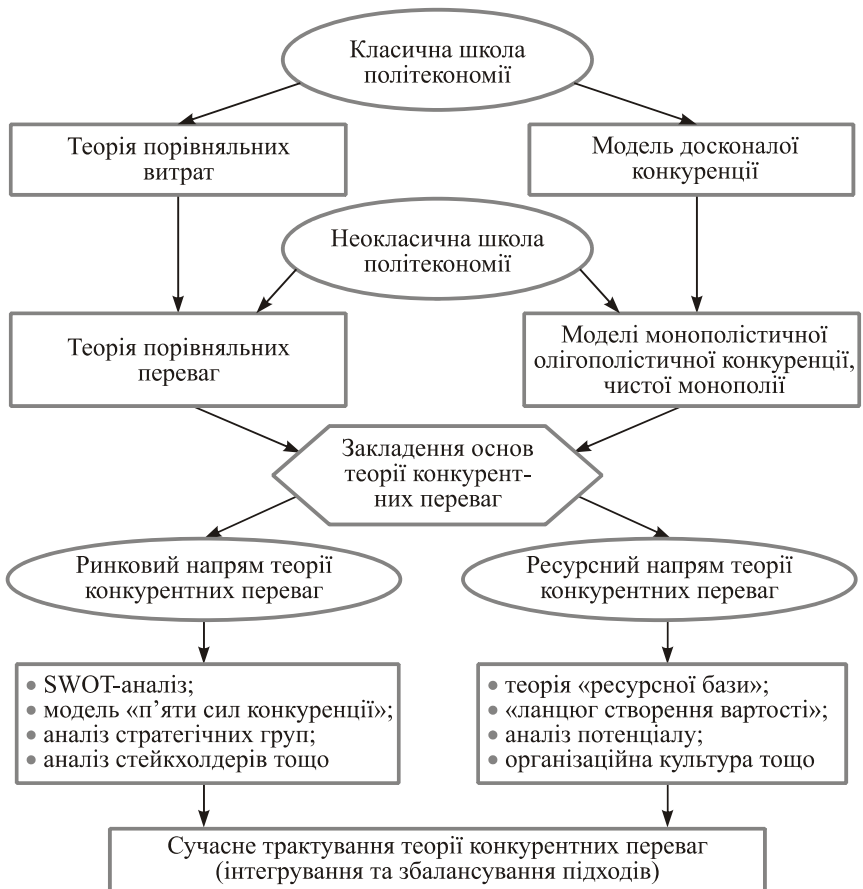 Класична школа
політекономії
Теорія порівняльних
витрат
Модель досконалої
конкуренції
Неокласична школа
політекономії
Теорія порівняльних
переваг
Моделі монополістичної
олігополістичної конкуренції,
чистої монополії
Закладення основ
теорії конкурент-
них переваг
Ринковий напрям теорії
конкурентних переваг
Ресурсний напрям теорії
конкурентних переваг
• SWOT-аналіз;
• модель «п’яти сил конкуренції»;
• аналіз стратегічних груп;
• аналіз стейкхолдерів тощо
• теорія «ресурсної бази»;
• «ланцюг створення вартості»;
• аналіз потенціалу;
• організаційна культура тощо
Сучасне трактування теорії конкурентних переваг
(інтегрування та збалансування підходів)